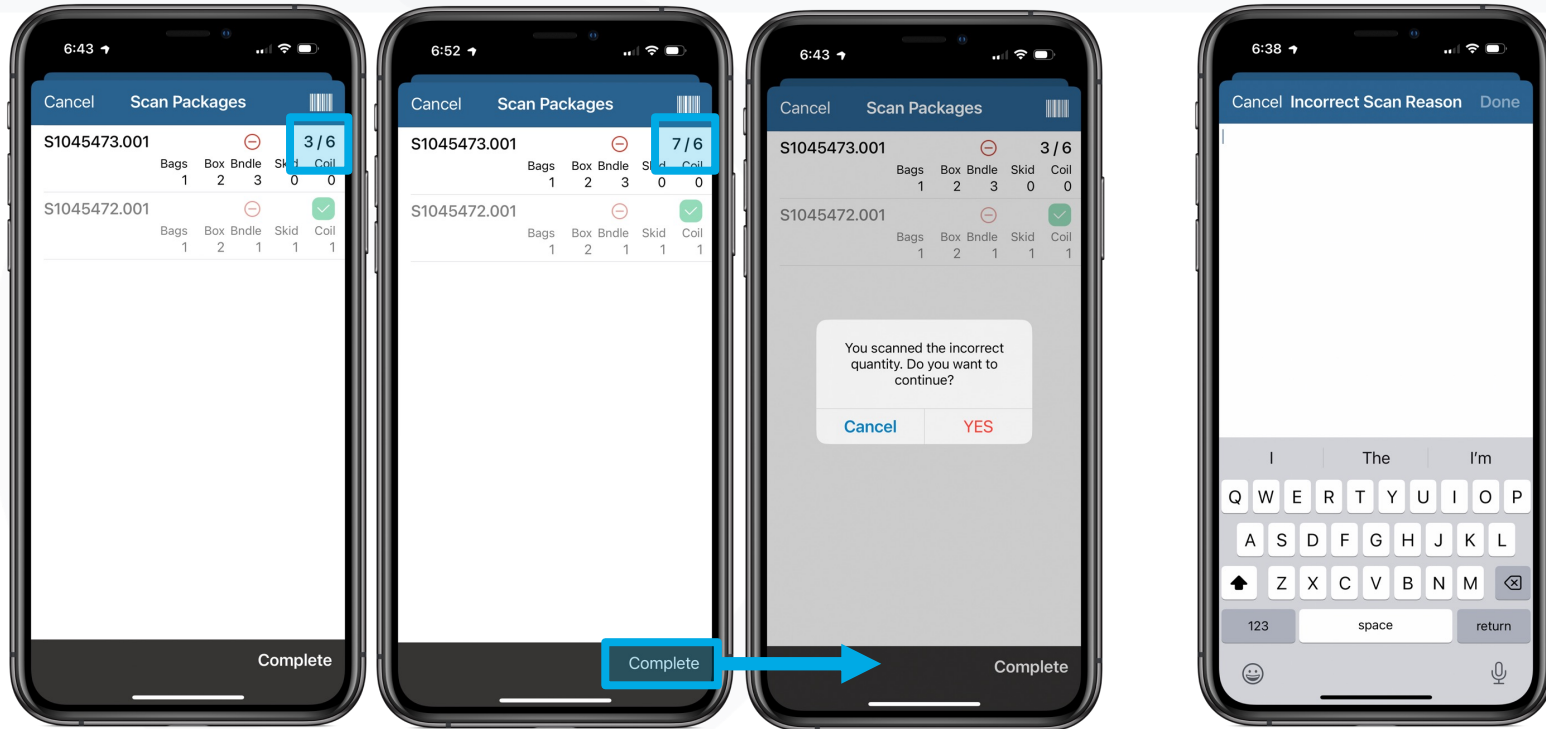 6:43
Cancel Scan Packages
S1045473.001 3 / 6
Bags Box Bndle Skid Coil
1 2 3 0 0
S1045472.001
Bags Box Bndle Skid Coil
1 2 1 1 1
Complete
6:52
Cancel Scan Packages
S1045473.001 7 / 6
Bags Box Bndle Skid Coil
1 2 3 0 0
S1045472.001
Bags Box Bndle Skid Coil
1 2 1 1 1
Complete
6:43
Cancel Scan Packages
S1045473.001 3 / 6
Bags Box Bndle Skid Coil
1 2 3 0 0
S1045472.001
Bags Box Bndle Skid Coil
1 2 1 1 1
You scanned the incorrect
quantity. Do you want to
continue?
Cancel YES
Complete
6:38
Cancel Incorrect Scan Reason Done
I The I'm
Q W E R T Y U I O P
A S D F G H J K L
Z X C V B N M
123 space return